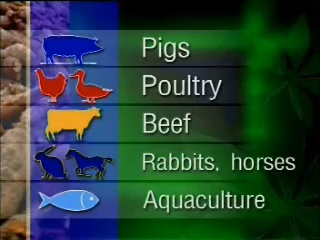 Pigs
Poultry
Beef
Rabbits, horses
Aquaculture